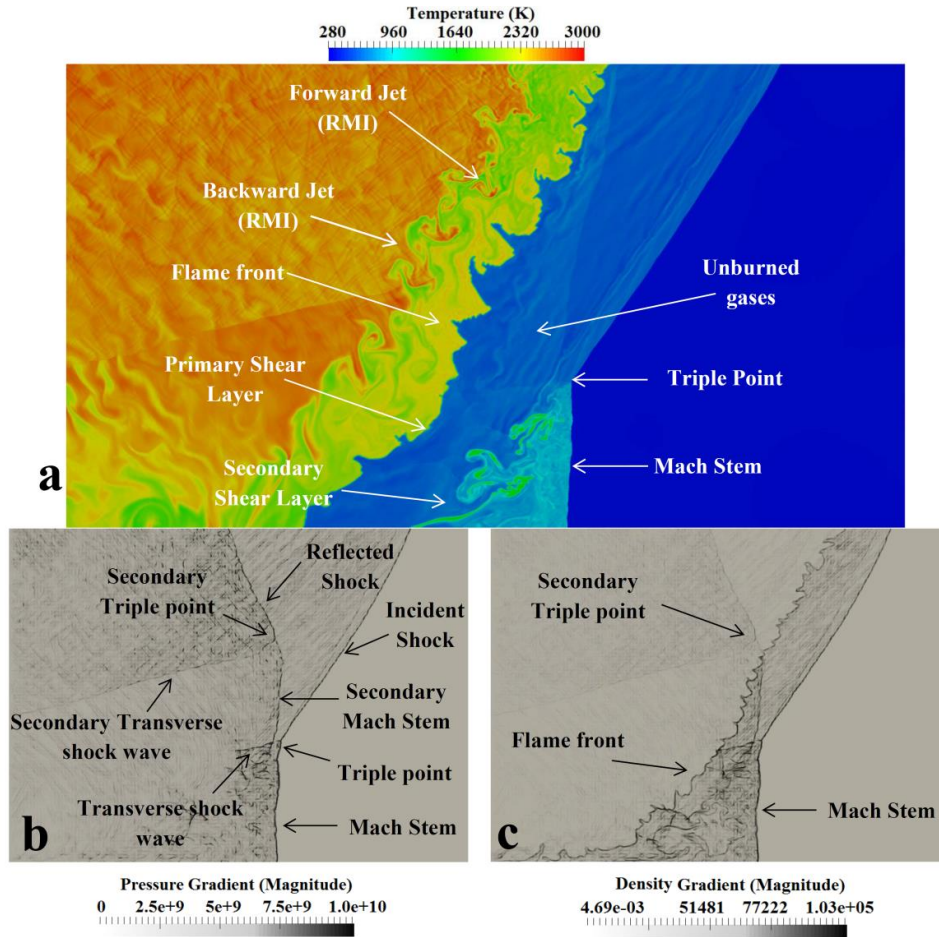 Temperature (K)
280 960 1640 2320 3000
Forward Jet
(RMI)
Backward Jet
(RMI)
Flame front
Unburned
gases
Primary Shear
Layer
Triple Point
Secondary
Shear Layer
Mach Stem
a
Reflected
Shock
Secondary
Triple point
Incident
Shock
Secondary
Mach Stem
Secondary Transverse
shock wave
Triple point
Transverse shock
wave
Mach Stem
b
Secondary
Triple point
Flame front
Mach Stem
c
Pressure Gradient (Magnitude)
0 2.5e+9 5e+9 7.5e+9 1.0e+10
Density Gradient (Magnitude)
4.69e-03 51481 77222 1.03e+05